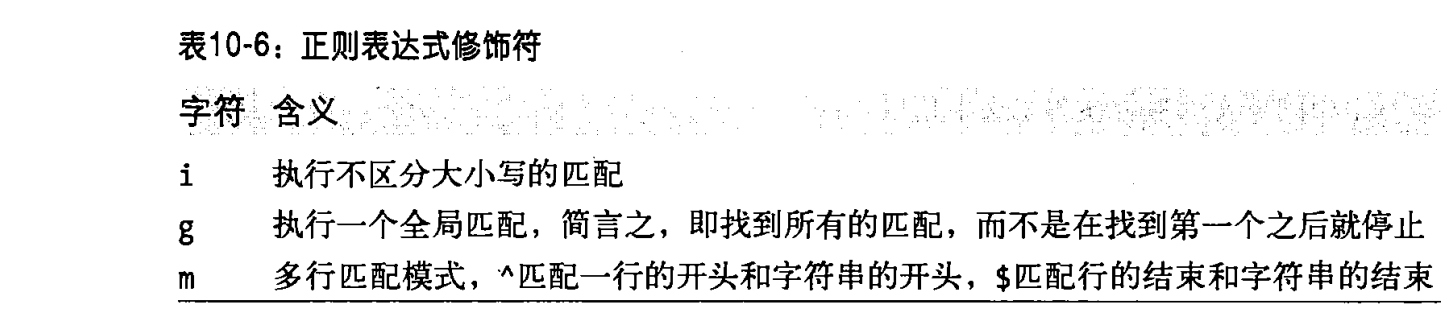 表10-6：正则表达式修饰符
字符 含义
i 执行不区分大小写的匹配
g 执行一个全局匹配，简言之，即找到所有的匹配，而不是在找到第一个之后就停止
m 多行匹配模式，^匹配一行的开头和字符串的开头，$匹配行的结束和字符串的结束